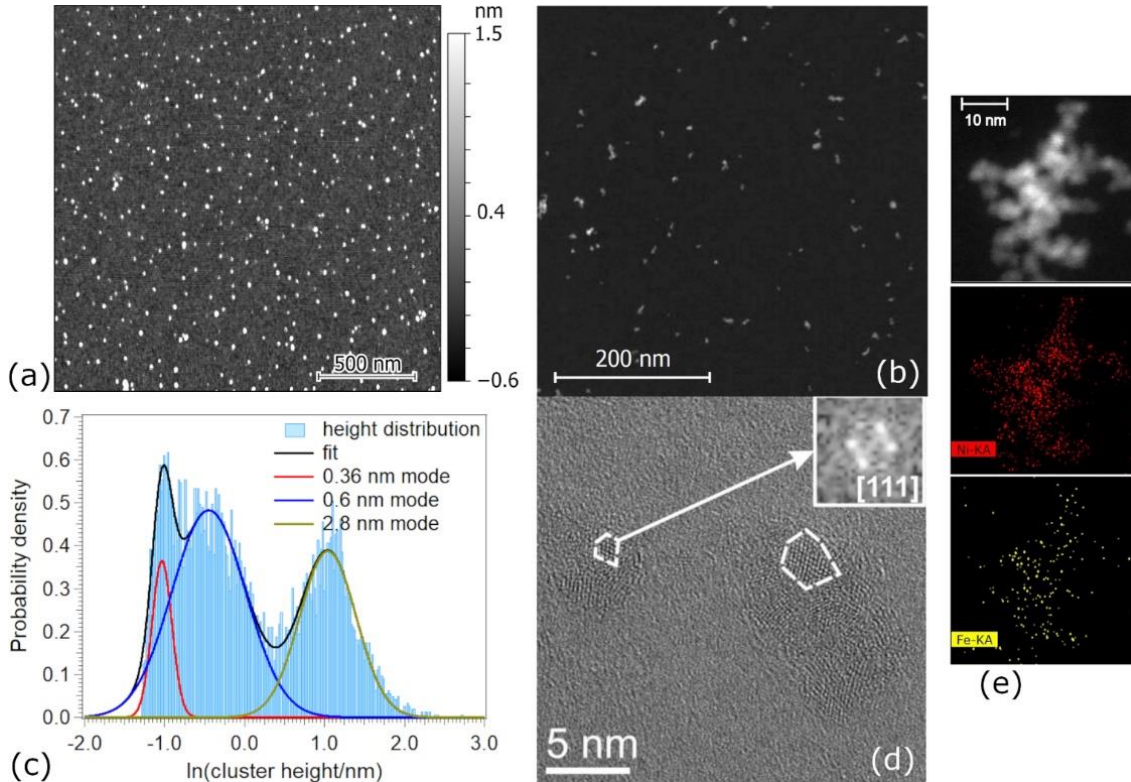 nm
1.5
0.4
−0.6
500 nm
(a)
200 nm
(b)
10 nm
Ni-KA
Fe-KA
(e)
0.7
0.6
0.5
0.4
0.3
0.2
0.1
0.0
Probability density
height distribution
fit
0.36 nm mode
0.6 nm mode
2.8 nm mode
-2.0 -1.0 0.0 1.0 2.0 3.0
ln(cluster height/nm)
(c)
[111]
5 nm
(d)